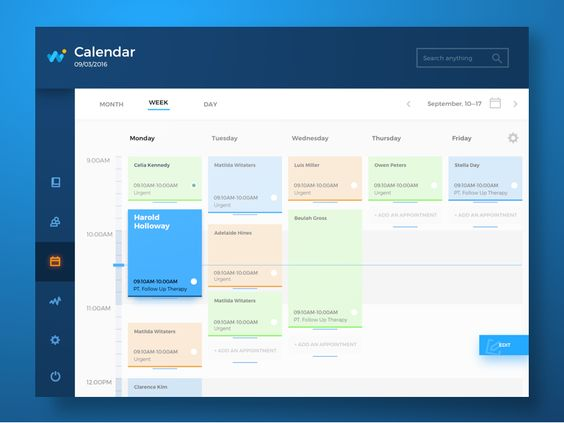 Calendar
09/03/2016
Search anything
MONTH
WEEK
DAY
September, 10–17
Monday
Tuesday
Wednesday
Thursday
Friday
9:00AM
10:00AM
11:00AM
12:00PM
Celia Kennedy
09:10AM-10:00AM
Urgent
Harold
Holloway
09:10AM-10:00AM
PT. Follow Up Therapy
Matilda Witaters
09:10AM-10:00AM
Urgent
Clarence Kim
Matilda Witaters
09:10AM-10:00AM
Urgent
Adelaide Hines
09:10AM-10:00AM
Urgent
Matilda Witaters
09:10AM-10:00AM
Urgent
+ ADD AN APPOINTMENT
Luis Miller
09:10AM-10:00AM
Urgent
Beulah Gross
09:10AM-10:00AM
PT. Follow Up Therapy
+ ADD AN APPOINTMENT
Owen Peters
09:10AM-10:00AM
Urgent
+ ADD AN APPOINTMENT
Stella Day
09:10AM-10:00AM
PT. Follow Up Therapy
+ ADD AN APPOINTMENT
EDIT